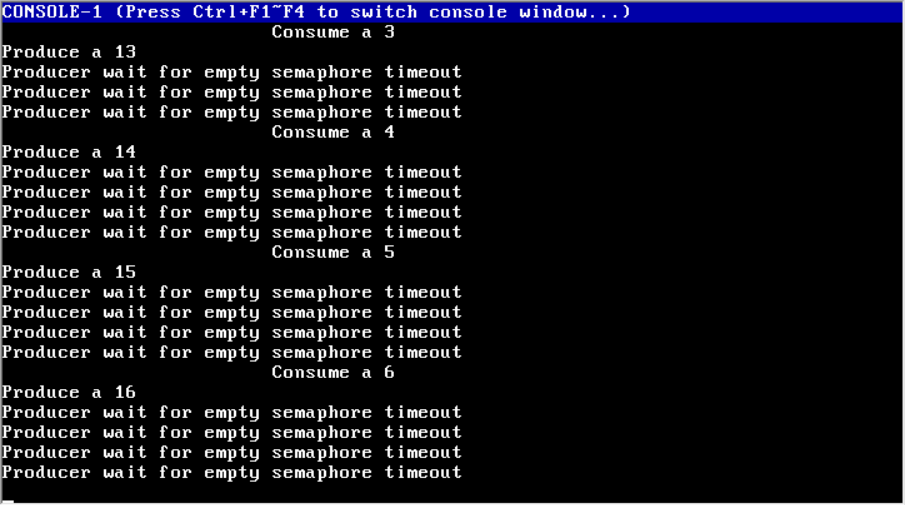 CONSOLE-1 (Press Ctrl+F1~F4 to switch console window...)
Consume a 3
Produce a 13
Producer wait for empty semaphore timeout
Producer wait for empty semaphore timeout
Producer wait for empty semaphore timeout
Consume a 4
Produce a 14
Producer wait for empty semaphore timeout
Producer wait for empty semaphore timeout
Producer wait for empty semaphore timeout
Producer wait for empty semaphore timeout
Consume a 5
Produce a 15
Producer wait for empty semaphore timeout
Producer wait for empty semaphore timeout
Producer wait for empty semaphore timeout
Producer wait for empty semaphore timeout
Consume a 6
Produce a 16
Producer wait for empty semaphore timeout
Producer wait for empty semaphore timeout
Producer wait for empty semaphore timeout
Producer wait for empty semaphore timeout